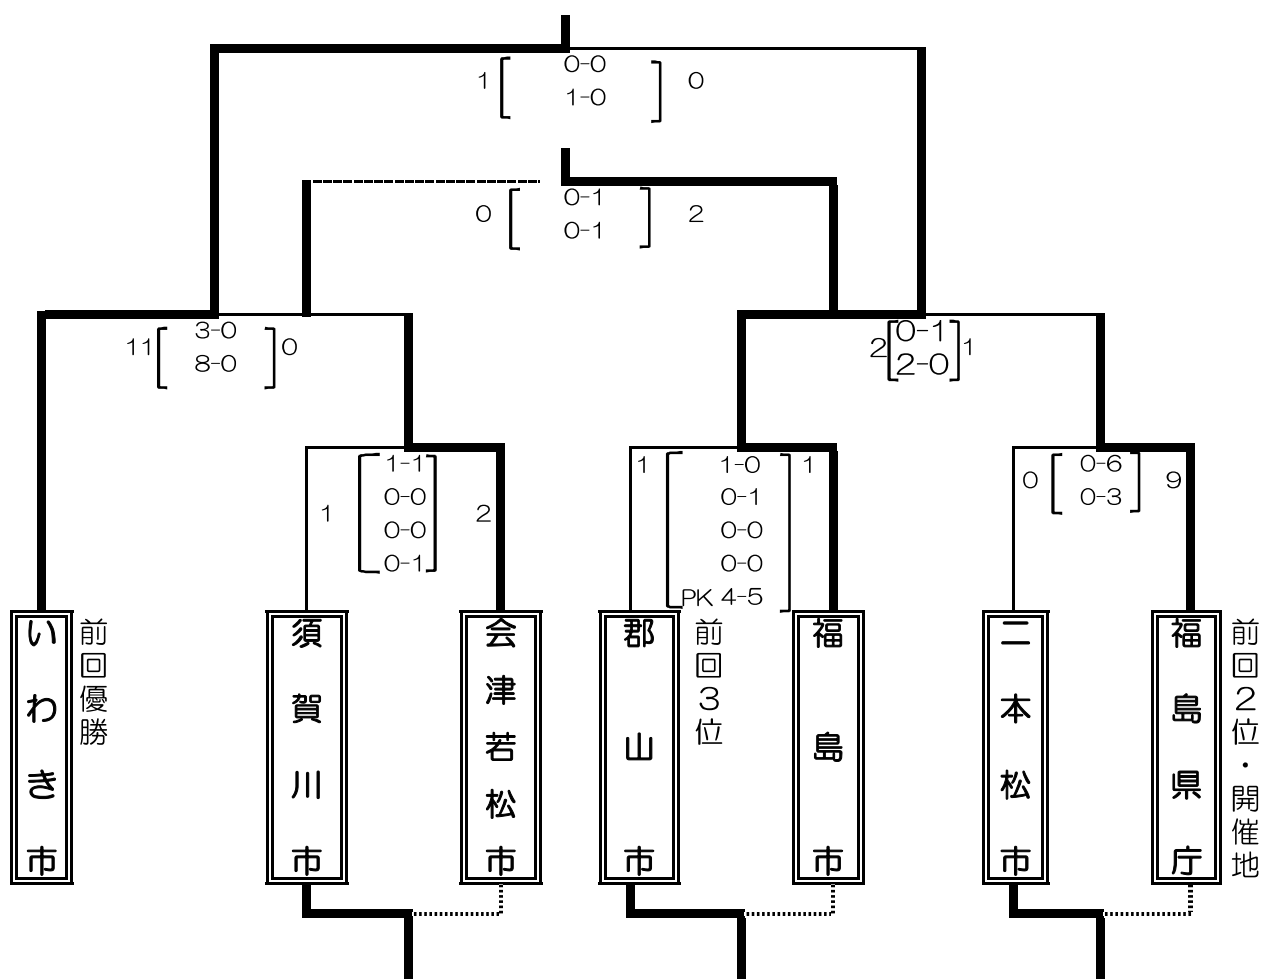 0-0
1 0
1-0
0-1
0 2
0-1
3-0
11 0
8-0
0-1
2 1
2-0
1-1
0-0
1 2
0-0
0-1
1 1-0 1
0-1
0-0
0-0
PK 4-5
0-6
0 9
0-3
いわき市
前回優勝
須賀川市
会津若松市
郡山市
前回3位
福島市
二本松市
福島県庁
前回2位・開催地